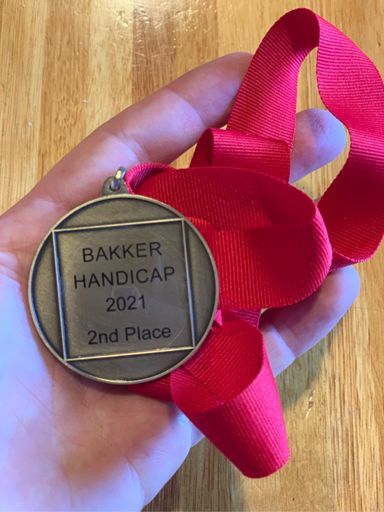 BAKKER
HANDICAP
2021
2nd Place